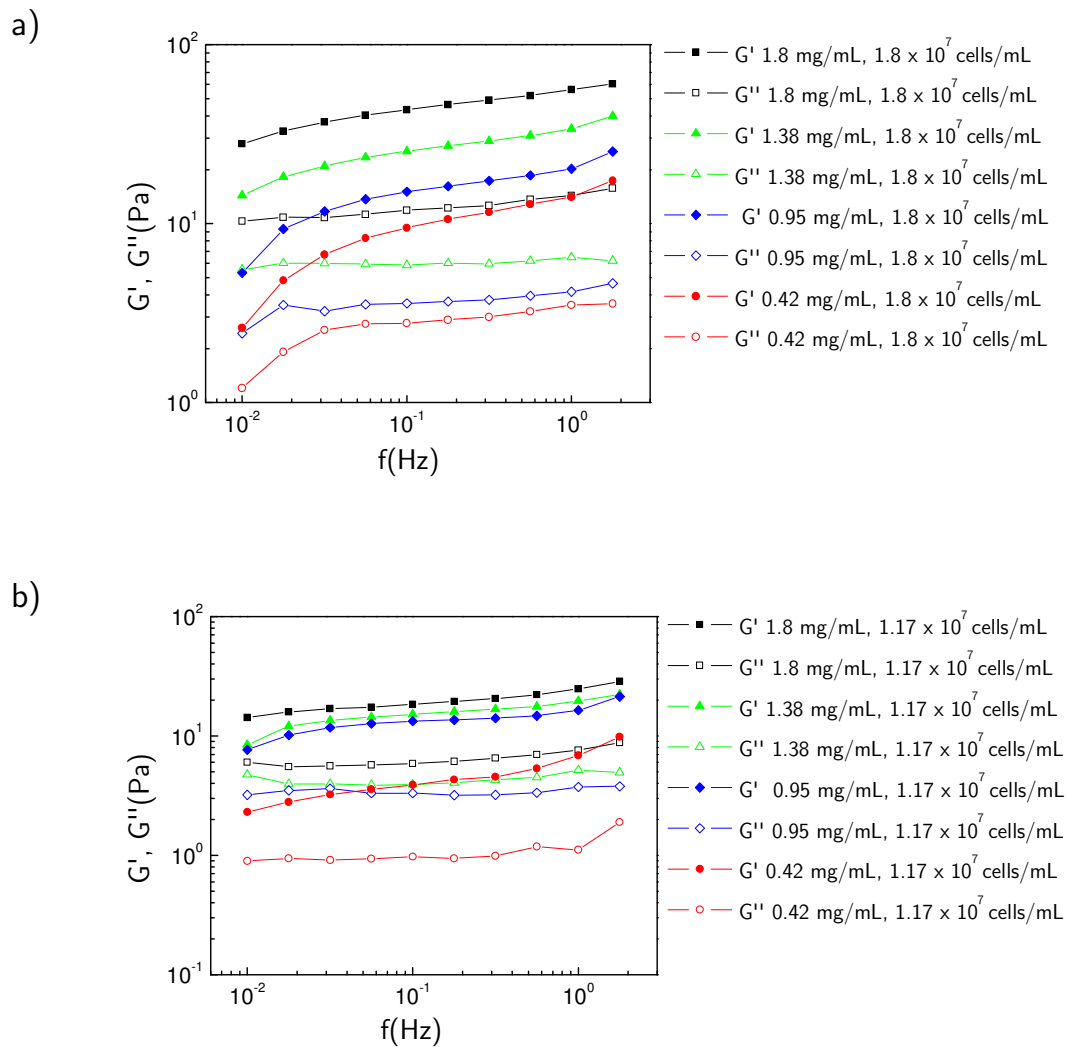 a)
10²
10¹
10⁰
G', G''(Pa)
10⁻² 10⁻¹ 10⁰
f(Hz)
G' 1.8 mg/mL, 1.8 x 10⁷ cells/mL
G'' 1.8 mg/mL, 1.8 x 10⁷ cells/mL
G' 1.38 mg/mL, 1.8 x 10⁷ cells/mL
G'' 1.38 mg/mL, 1.8 x 10⁷ cells/mL
G' 0.95 mg/mL, 1.8 x 10⁷ cells/mL
G'' 0.95 mg/mL, 1.8 x 10⁷ cells/mL
G' 0.42 mg/mL, 1.8 x 10⁷ cells/mL
G'' 0.42 mg/mL, 1.8 x 10⁷ cells/mL
b)
10²
10¹
10⁰
10⁻¹
G', G''(Pa)
10⁻² 10⁻¹ 10⁰
f(Hz)
G' 1.8 mg/mL, 1.17 x 10⁷ cells/mL
G'' 1.8 mg/mL, 1.17 x 10⁷ cells/mL
G' 1.38 mg/mL, 1.17 x 10⁷ cells/mL
G'' 1.38 mg/mL, 1.17 x 10⁷ cells/mL
G' 0.95 mg/mL, 1.17 x 10⁷ cells/mL
G'' 0.95 mg/mL, 1.17 x 10⁷ cells/mL
G' 0.42 mg/mL, 1.17 x 10⁷ cells/mL
G'' 0.42 mg/mL, 1.17 x 10⁷ cells/mL